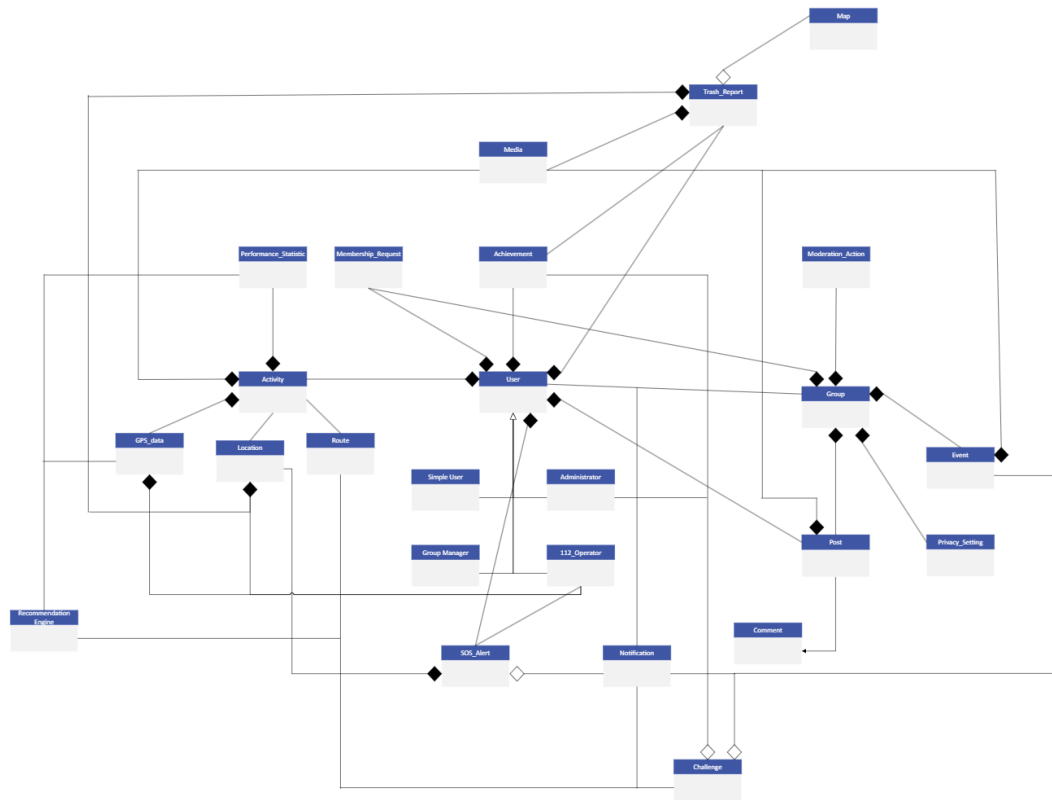 Map
Trash_Report
Media
Performance_Statistic
Membership_Request
Achievement
Moderation_Action
Activity
User
Group
GPS_data
Location
Route
Event
Simple User
Administrator
Group Manager
112_Operator
Post
Privacy_Setting
Recommendation
Engine
Comment
SOS_Alert
Notification
Challenge